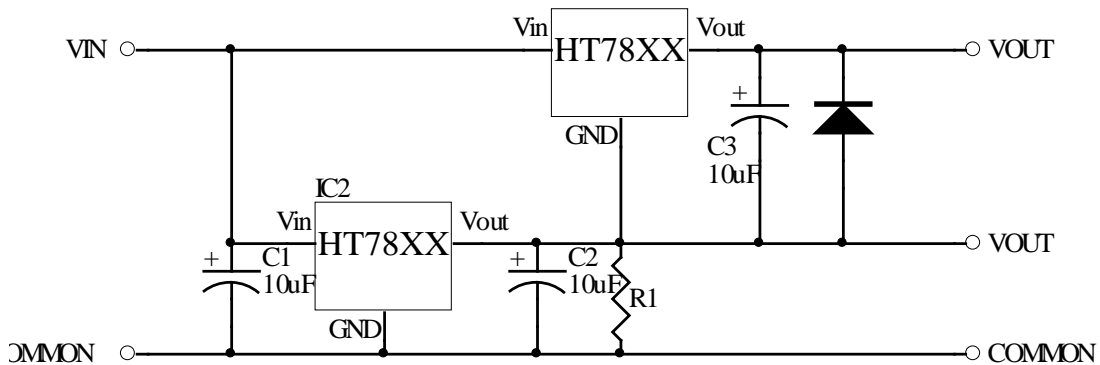 Vin
Vout
VIN
HT78XX
VOUT
+
GND
C3
10uF
IC2
Vin
Vout
HT78XX
VOUT
+
C1
10uF
+
C2
10uF
R1
GND
OMMON
COMMON